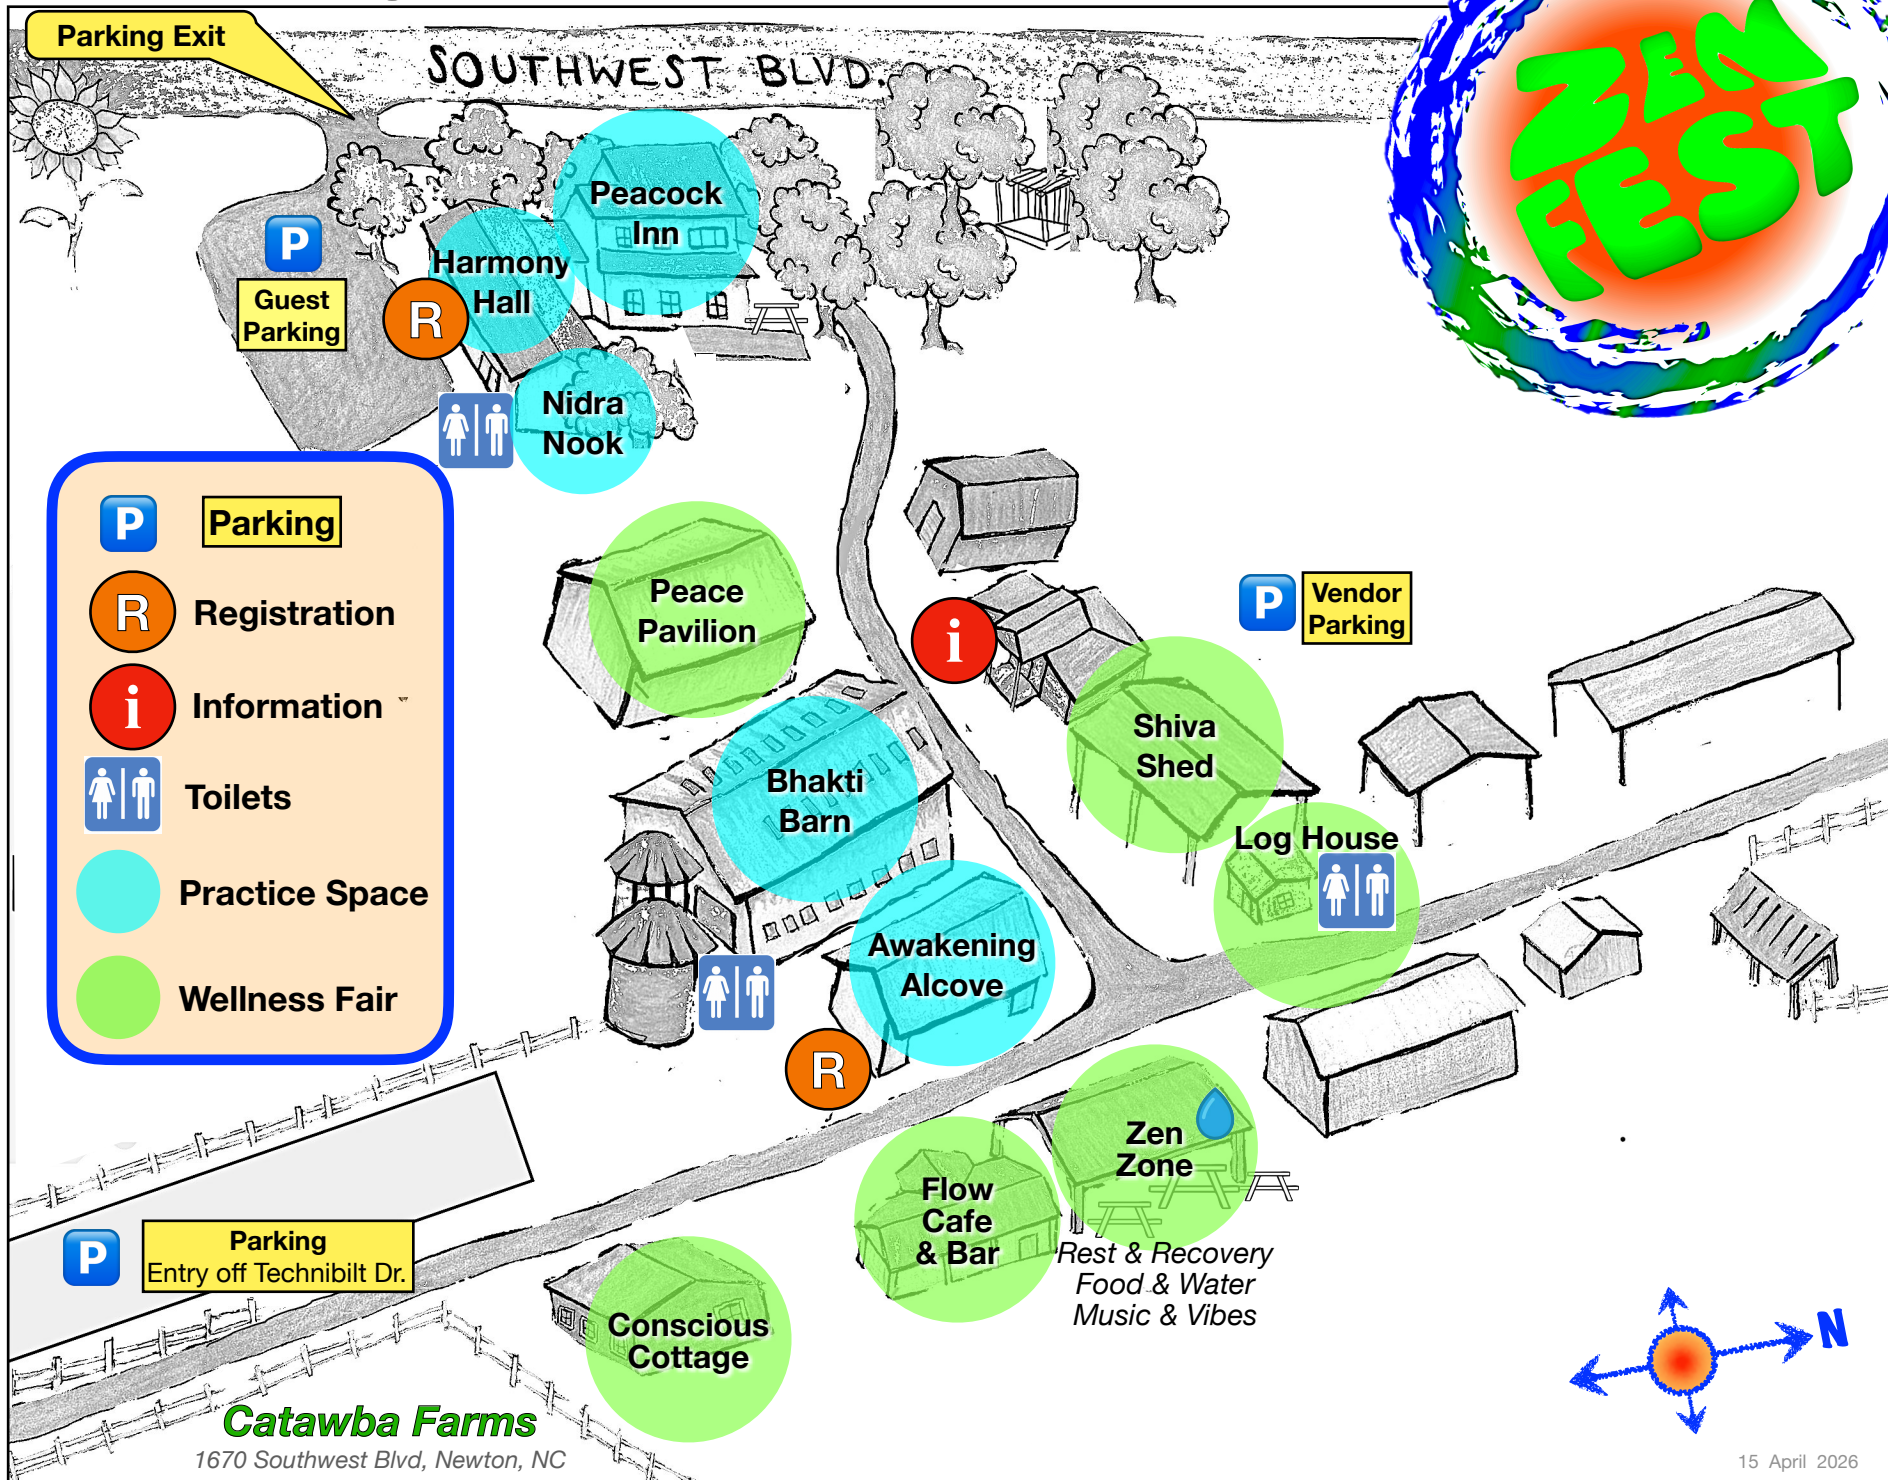 Parking Exit
SOUTHWEST BLVD.
ZEN
FEST
Peacock
Inn
Harmony
Hall
P
Guest
Parking
R
Nidra
Nook
P Parking
R Registration
i Information
Toilets
Practice Space
Wellness Fair
Peace
Pavilion
i
P
Vendor
Parking
Shiva
Shed
Bhakti
Barn
Log House
Awakening
Alcove
R
Zen
Zone
Flow
Cafe
& Bar
Rest & Recovery
Food & Water
Music & Vibes
P
Parking
Entry off Technibilt Dr.
Conscious
Cottage
N
Catawba Farms
1670 Southwest Blvd, Newton, NC
15 April 2026